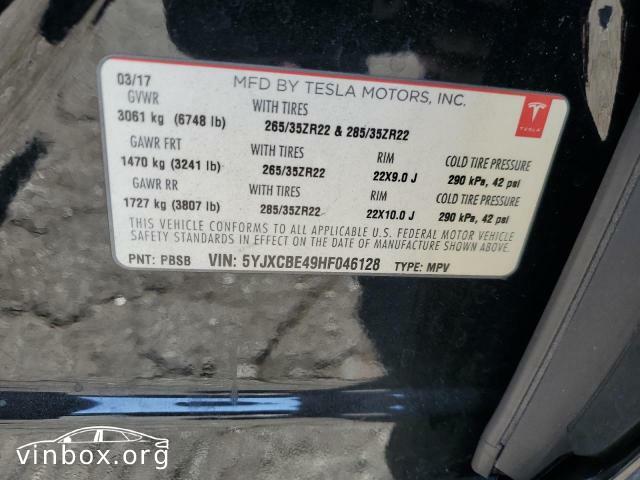 03/17 MFD BY TESLA MOTORS, INC.
GVWR
3061 kg (6748 lb) WITH TIRES 265/35ZR22 & 285/35ZR22
TESLA
GAWR FRT WITH TIRES RIM COLD TIRE PRESSURE
1470 kg (3241 lb) 265/35ZR22 22X9.0 J 290 kPa, 42 psi
GAWR RR WITH TIRES RIM COLD TIRE PRESSURE
1727 kg (3807 lb) 285/35ZR22 22X10.0 J 290 kPa, 42 psi
THIS VEHICLE CONFORMS TO ALL APPLICABLE U.S. FEDERAL MOTOR VEHICLE
SAFETY STANDARDS IN EFFECT ON THE DATE OF MANUFACTURE SHOWN ABOVE.
PNT: PBSB VIN: 5YJXCBE49HF046128 TYPE: MPV
vinbox.org